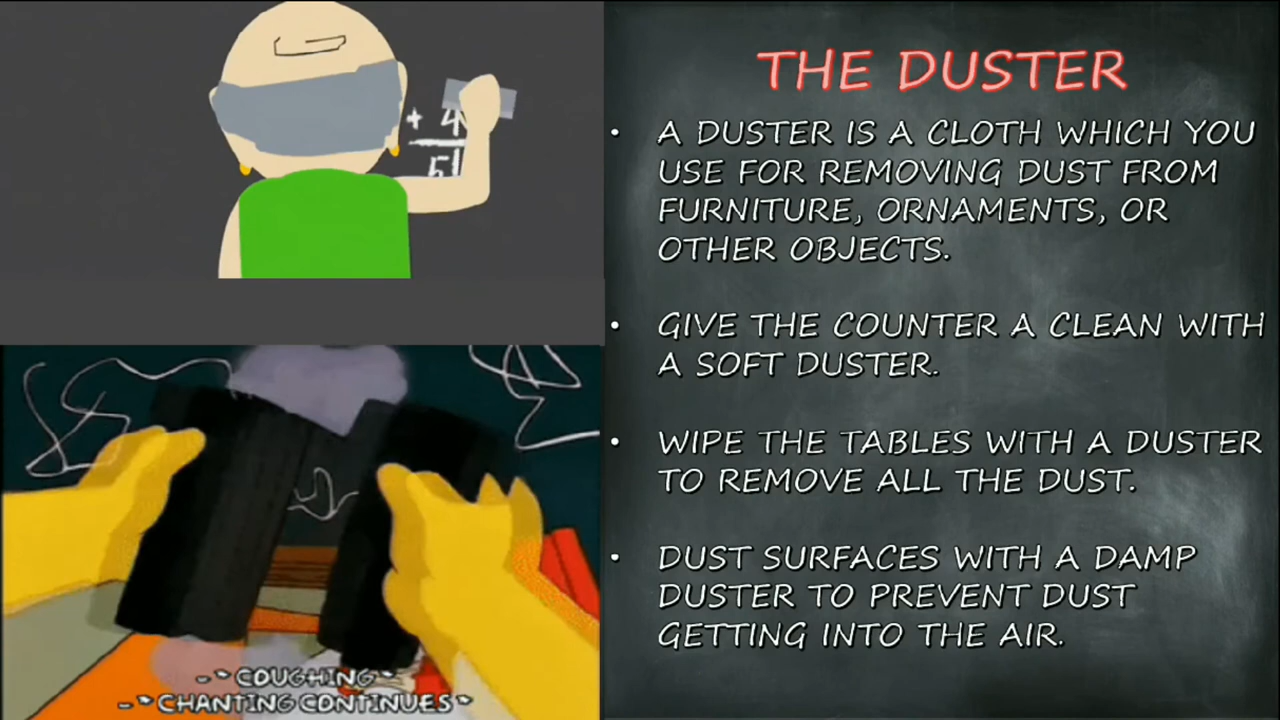 + 4
51
- * COUGHING *
- * CHANTING CONTINUES *
THE DUSTER
• A DUSTER IS A CLOTH WHICH YOU
USE FOR REMOVING DUST FROM
FURNITURE, ORNAMENTS, OR
OTHER OBJECTS.
• GIVE THE COUNTER A CLEAN WITH
A SOFT DUSTER.
• WIPE THE TABLES WITH A DUSTER
TO REMOVE ALL THE DUST.
• DUST SURFACES WITH A DAMP
DUSTER TO PREVENT DUST
GETTING INTO THE AIR.